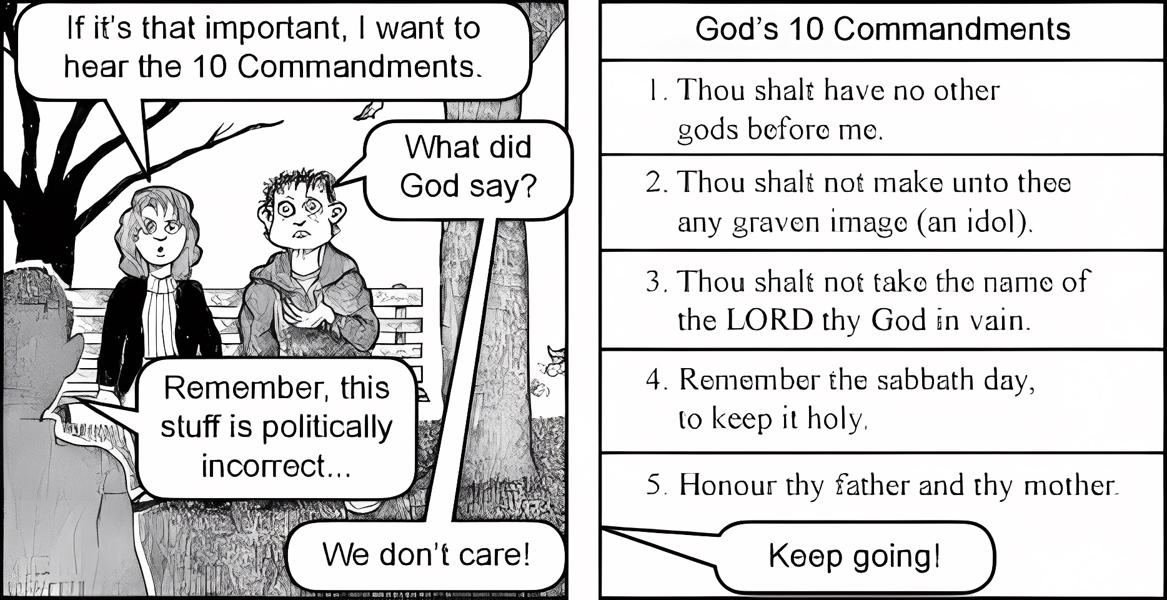 If it's that important, I want to
hear the 10 Commandments.
What did
God say?
Remember, this
stuff is politically
incorrect...
We don't care!
God's 10 Commandments
1. Thou shalt have no other
gods before me.
2. Thou shalt not make unto thee
any graven image (an idol).
3. Thou shalt not take the name of
the LORD thy God in vain.
4. Remember the sabbath day,
to keep it holy.
5. Honour thy father and thy mother.
Keep going!